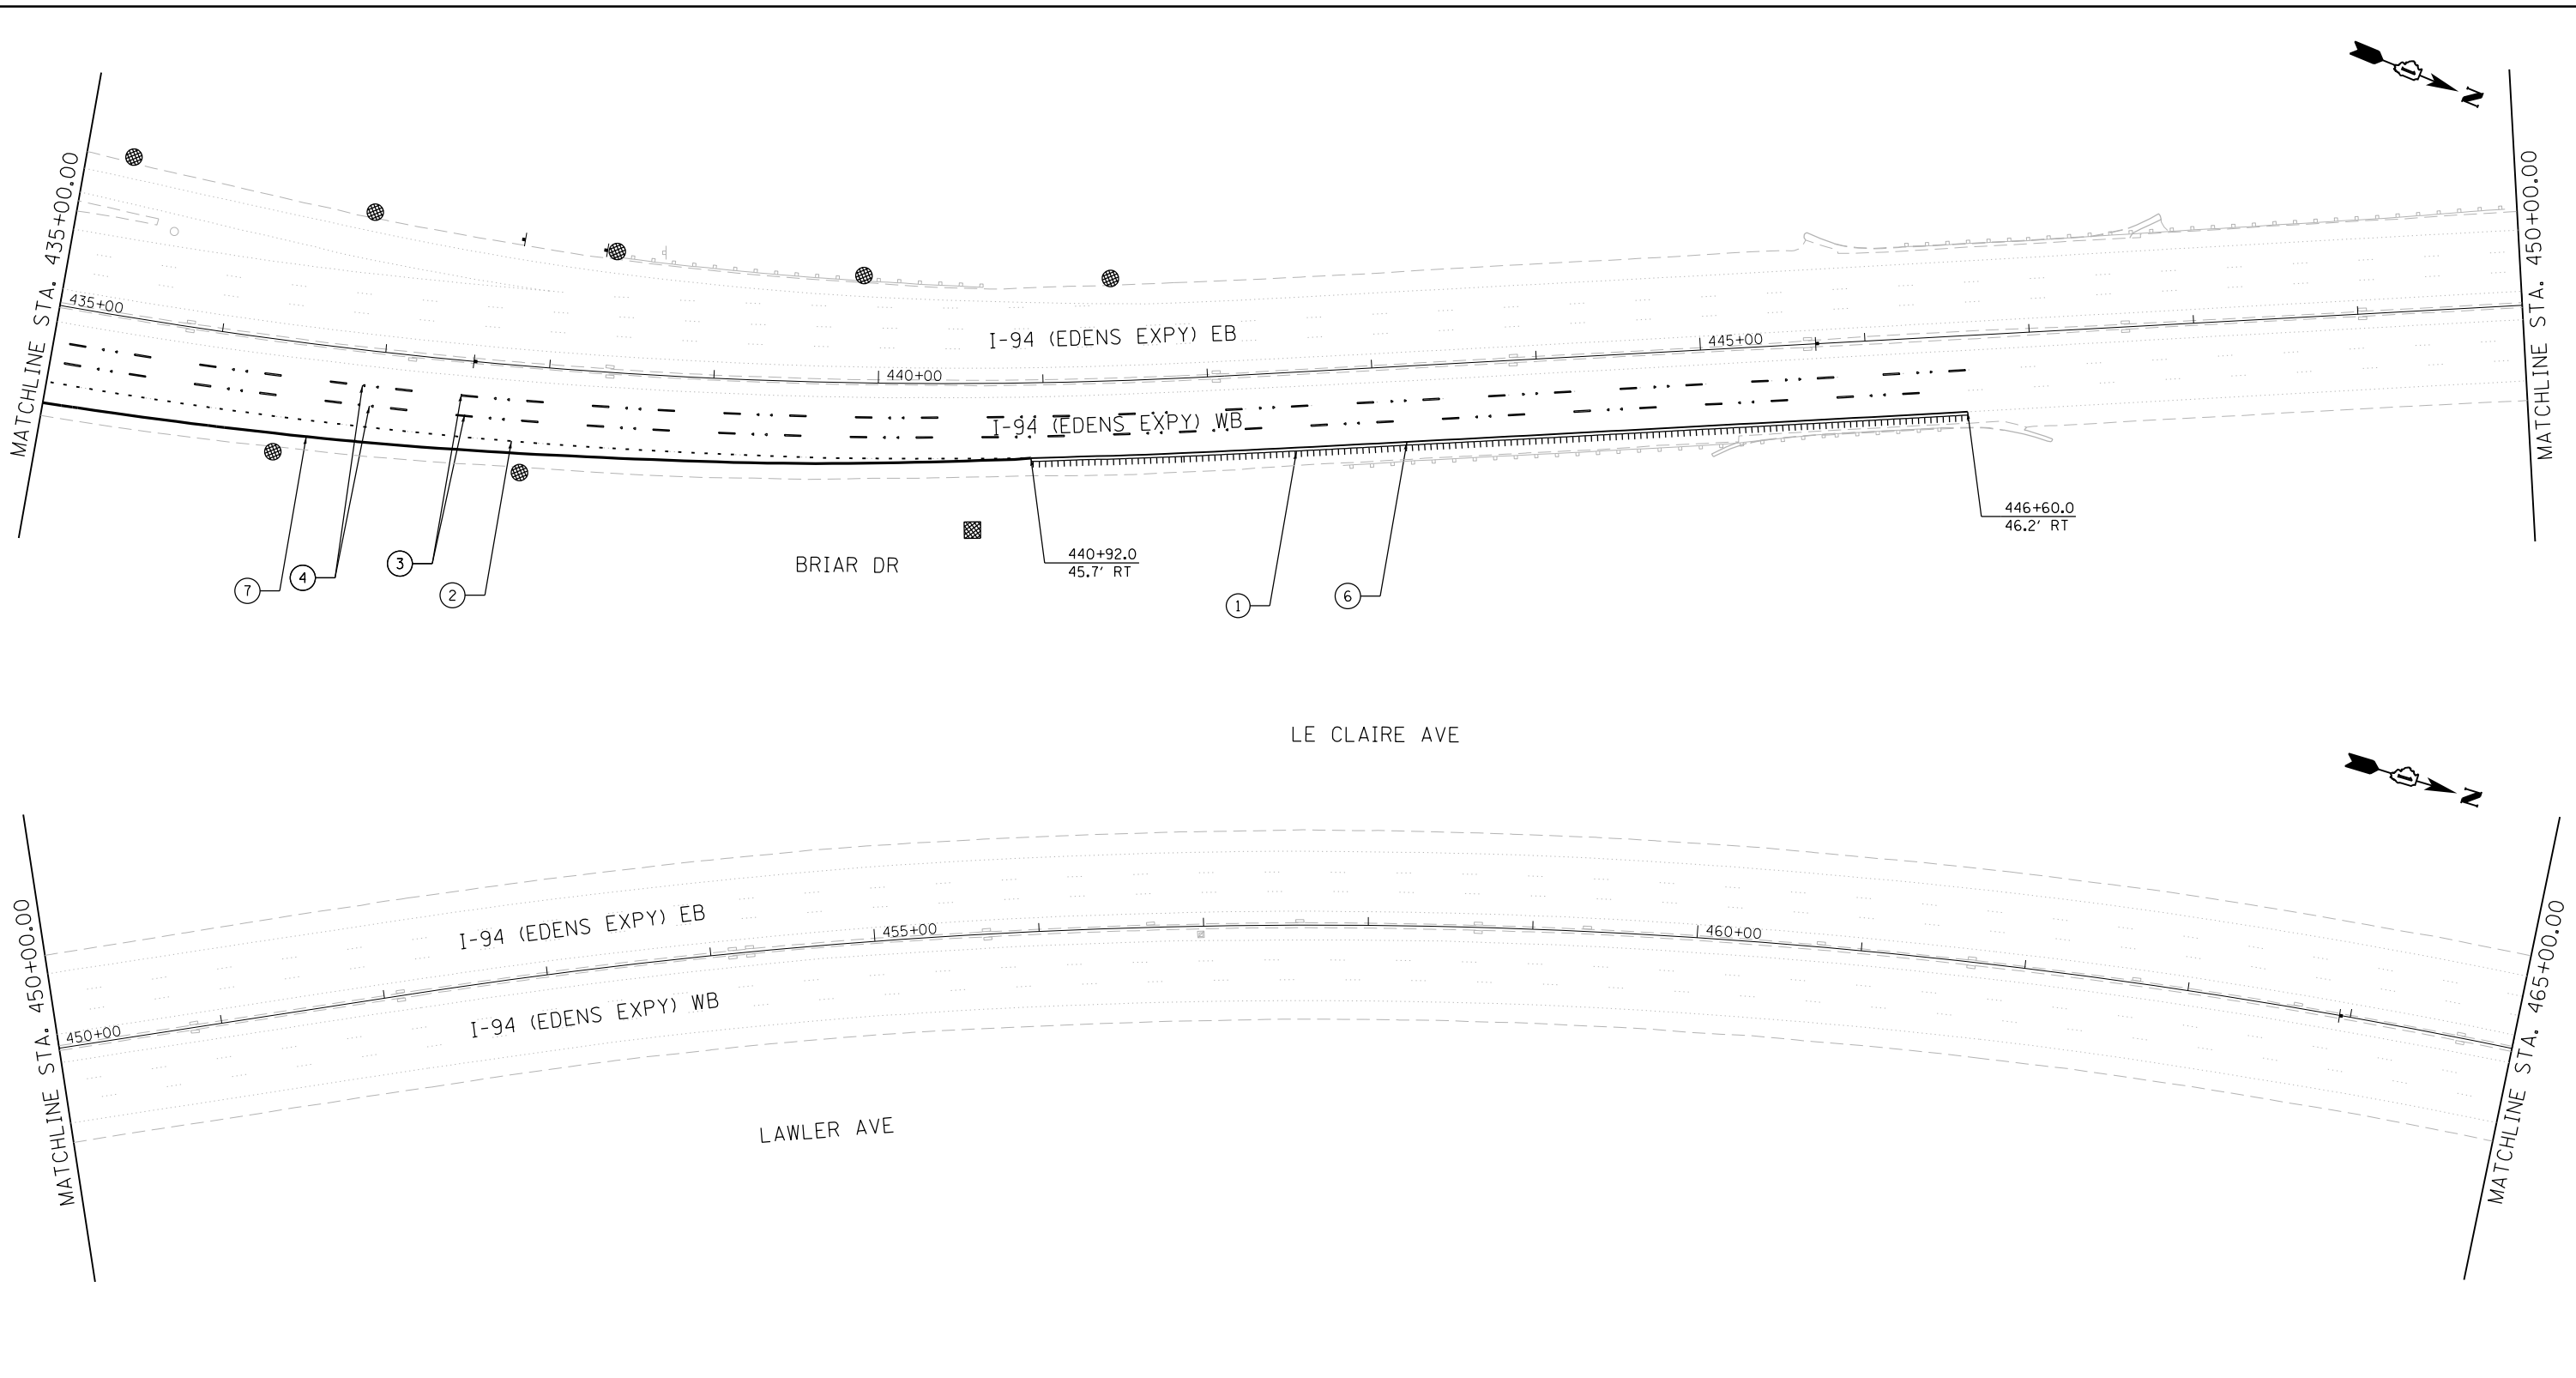 N
MATCHLINE STA. 435+00.00
MATCHLINE STA. 450+00.00
435+00
I-94 (EDENS EXPY) EB
445+00
440+00
I-94 (EDENS EXPY) WB
446+60.0
46.2' RT
440+92.0
45.7' RT
BRIAR DR
7
4
3
2
1
6
LE CLAIRE AVE
N
MATCHLINE STA. 450+00.00
MATCHLINE STA. 465+00.00
I-94 (EDENS EXPY) EB
455+00
460+00
450+00
I-94 (EDENS EXPY) WB
LAWLER AVE